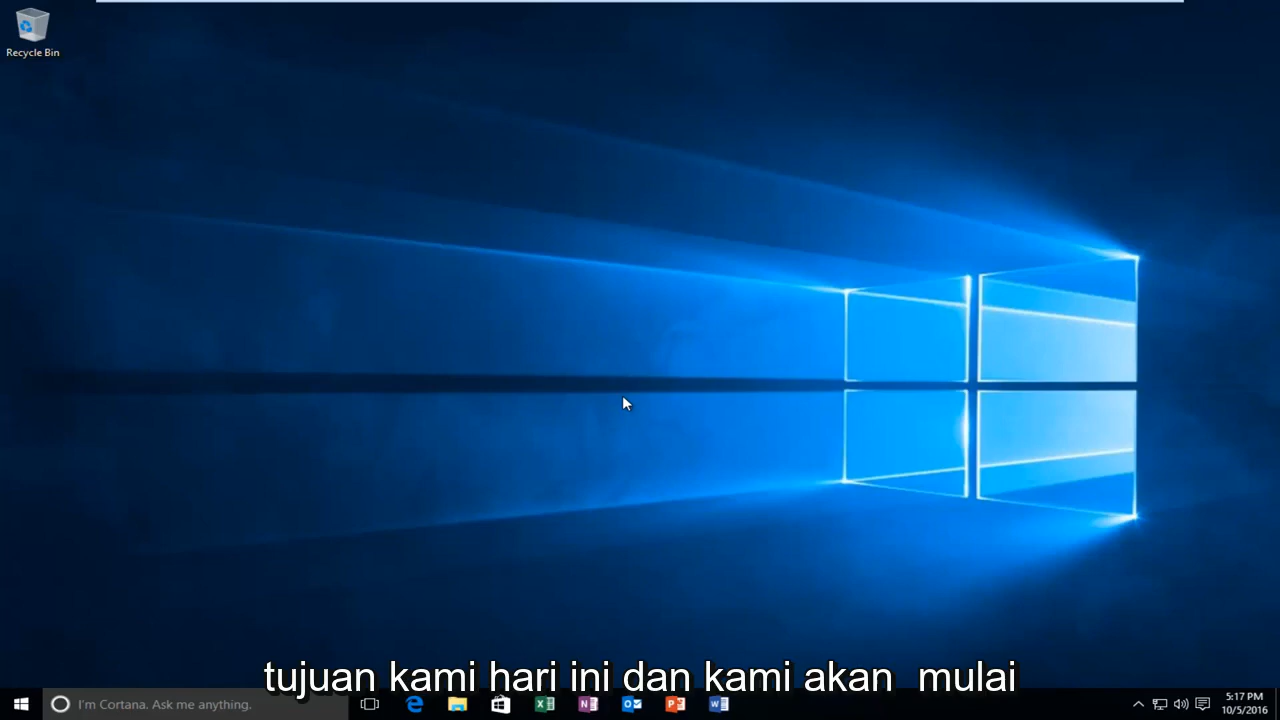 Recycle Bin
tujuan kami hari ini dan kami akan  mulai
I'm Cortana. Ask me anything.
5:17 PM
10/5/2016